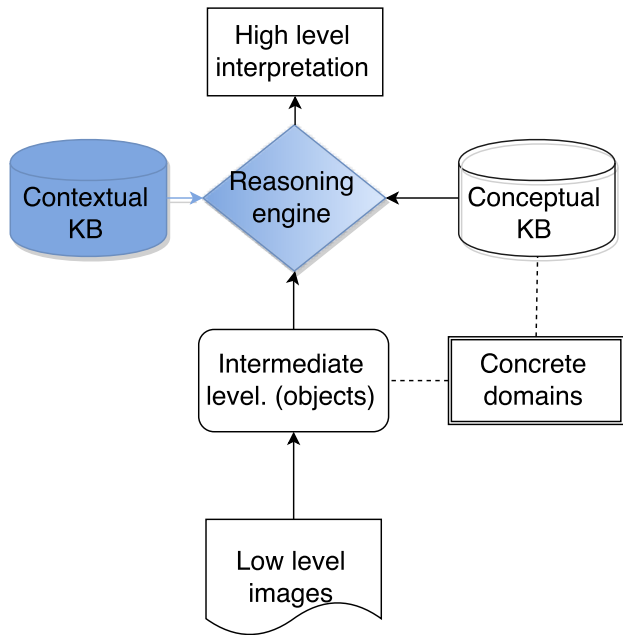 High level
interpretation
Contextual
KB
Reasoning
engine
Conceptual
KB
Intermediate
level. (objects)
Concrete
domains
Low level
images